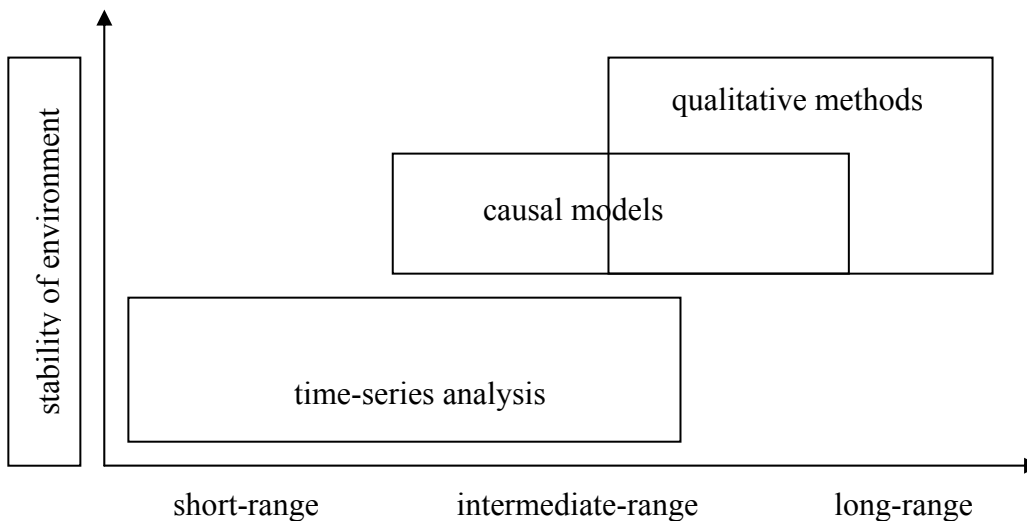 stability of environment
qualitative methods
causal models
time-series analysis
short-range intermediate-range long-range